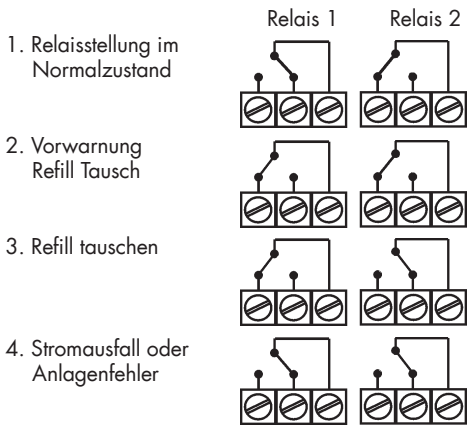 Relais 1 Relais 2
1. Relaisstellung im
Normalzustand
2. Vorwarnung
Refill Tausch
3. Refill tauschen
4. Stromausfall oder
Anlagenfehler